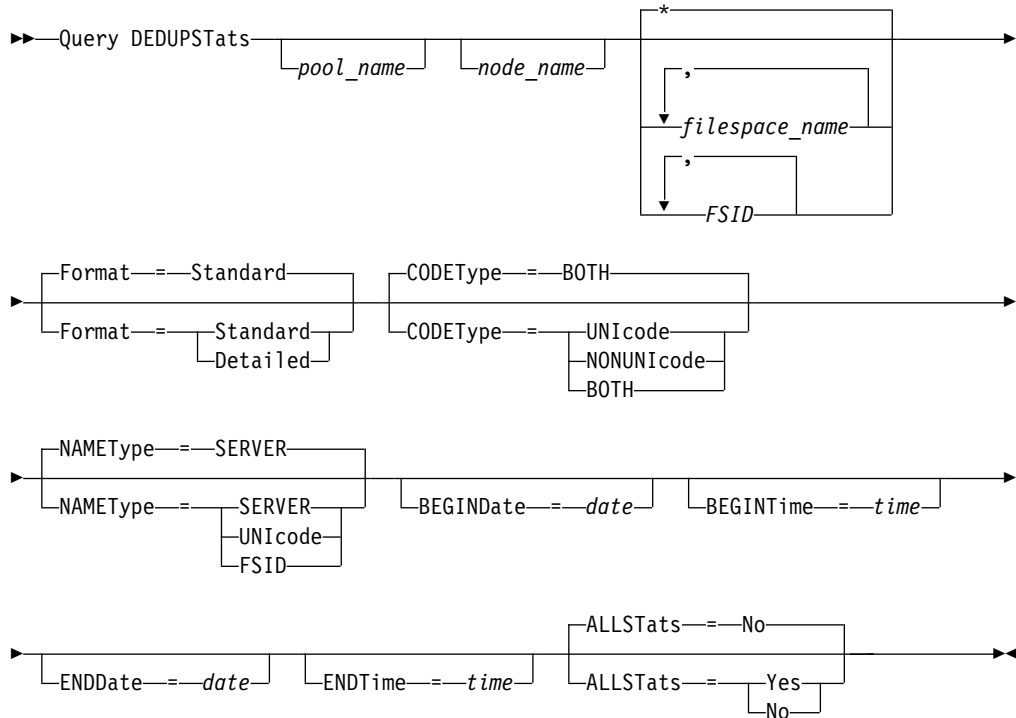 *
Query DEDUPSTats
pool_name
node_name
,
filespace_name
,
FSID
Format = Standard
CODEType = BOTH
Format = Standard
Detailed
CODEType = UNIcode
NONUNIcode
BOTH
NAMEType = SERVER
NAMEType = SERVER
UNIcode
FSID
BEGINDate = date
BEGINTime = time
ALLSTats = No
ENDDate = date
ENDTime = time
ALLSTats = Yes
No